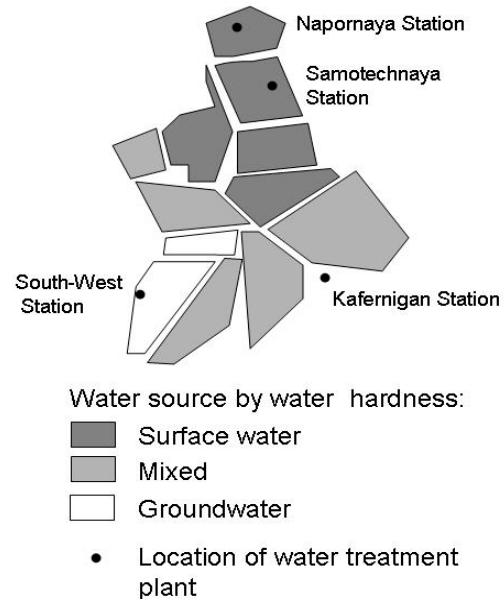 Napornaya Station
Samotechnaya
Station
South-West
Station
Kafernigan Station
Water source by water hardness:
Surface water
Mixed
Groundwater
Location of water treatment
plant